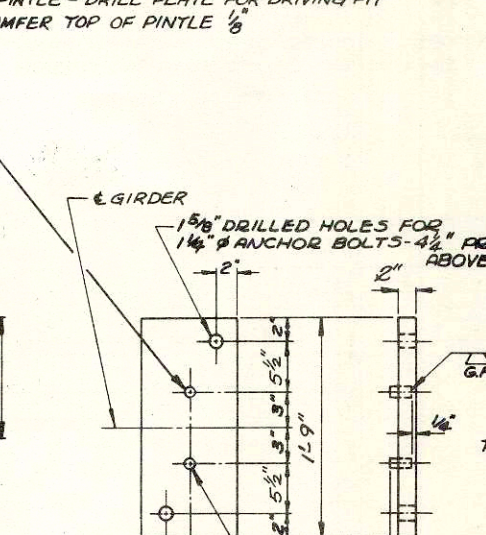 PINTLE - DRILL PLATE FOR DRIVING FIT
CHAMFER TOP OF PINTLE 1/8"
℄ GIRDER
1 5/8" DRILLED HOLES FOR
1 1/4" Ø ANCHOR BOLTS-4 1/4"
ABOVE
2"
2"
2"
5 1/2"
3"
3"
5 1/2"
2"
1'-9"
1/4"